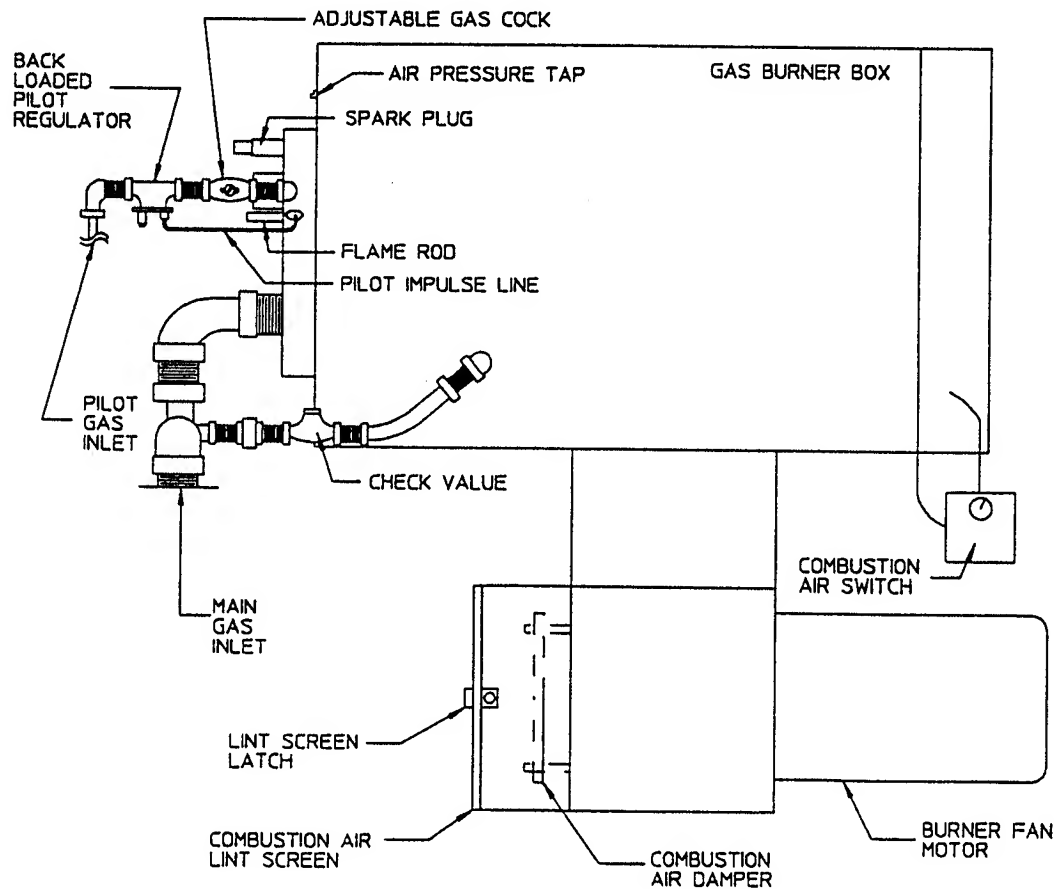 ADJUSTABLE GAS COCK
BACK
LOADED
PILOT
REGULATOR
AIR PRESSURE TAP
GAS BURNER BOX
SPARK PLUG
FLAME ROD
PILOT IMPULSE LINE
PILOT
GAS
INLET
CHECK VALUE
COMBUSTION
AIR SWITCH
MAIN
GAS
INLET
LINT SCREEN
LATCH
COMBUSTION AIR
LINT SCREEN
COMBUSTION
AIR DAMPER
BURNER FAN
MOTOR